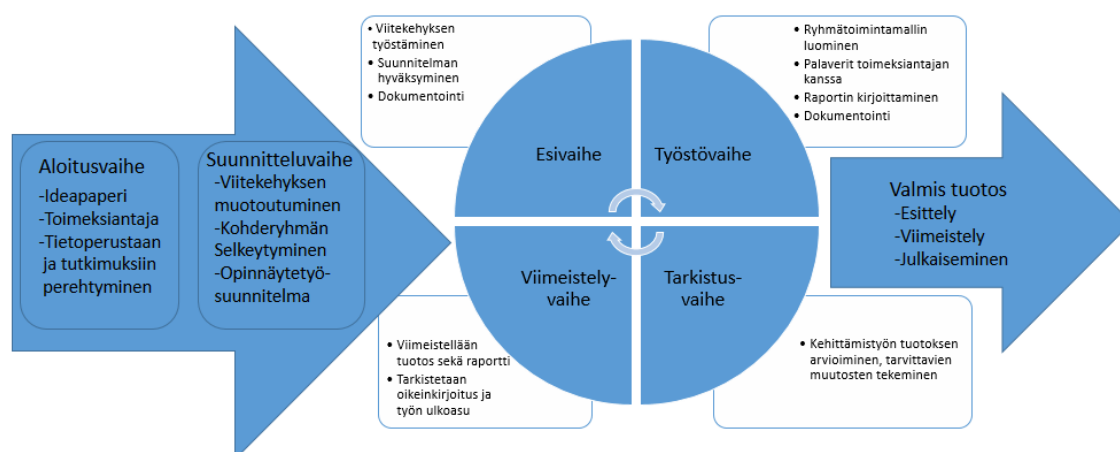 Aloitusvaihe
-Ideapaperi
-Toimeksiantaja
-Tietoperustaan
ja tutkimuksiin
perehtyminen
Suunnitteluvaihe
-Viitekehyksen
muotoutuminen
-Kohderyhmän
Selkeytyminen
-Opinnäytetyö-
suunnitelma
• Viitekehyksen
työstäminen
• Suunnitelman
hyväksyminen
• Dokumentointi
Esivaihe
Työstövaihe
• Ryhmätoimintamallin
luominen
• Palaverit toimeksiantajan
kanssa
• Raportin kirjoittaminen
• Dokumentointi
Viimeistely-
vaihe
Tarkistus-
vaihe
• Viimeistellään
tuotos sekä raportti
• Tarkistetaan
oikeinkirjoitus ja
työn ulkoasu
• Kehittämistyön tuotoksen
arvioiminen, tarvittavien
muutosten tekeminen
Valmis tuotos
-Esittely
-Viimeistely
-Julkaiseminen